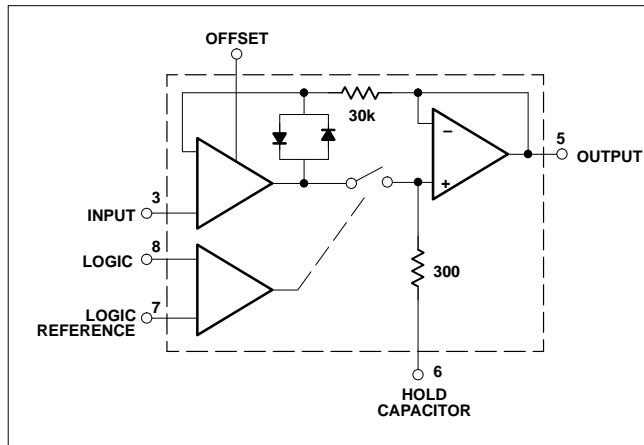 OFFSET
30k
−
+
5
OUTPUT
3
INPUT
8
LOGIC
300
7
LOGIC
REFERENCE
6
HOLD
CAPACITOR